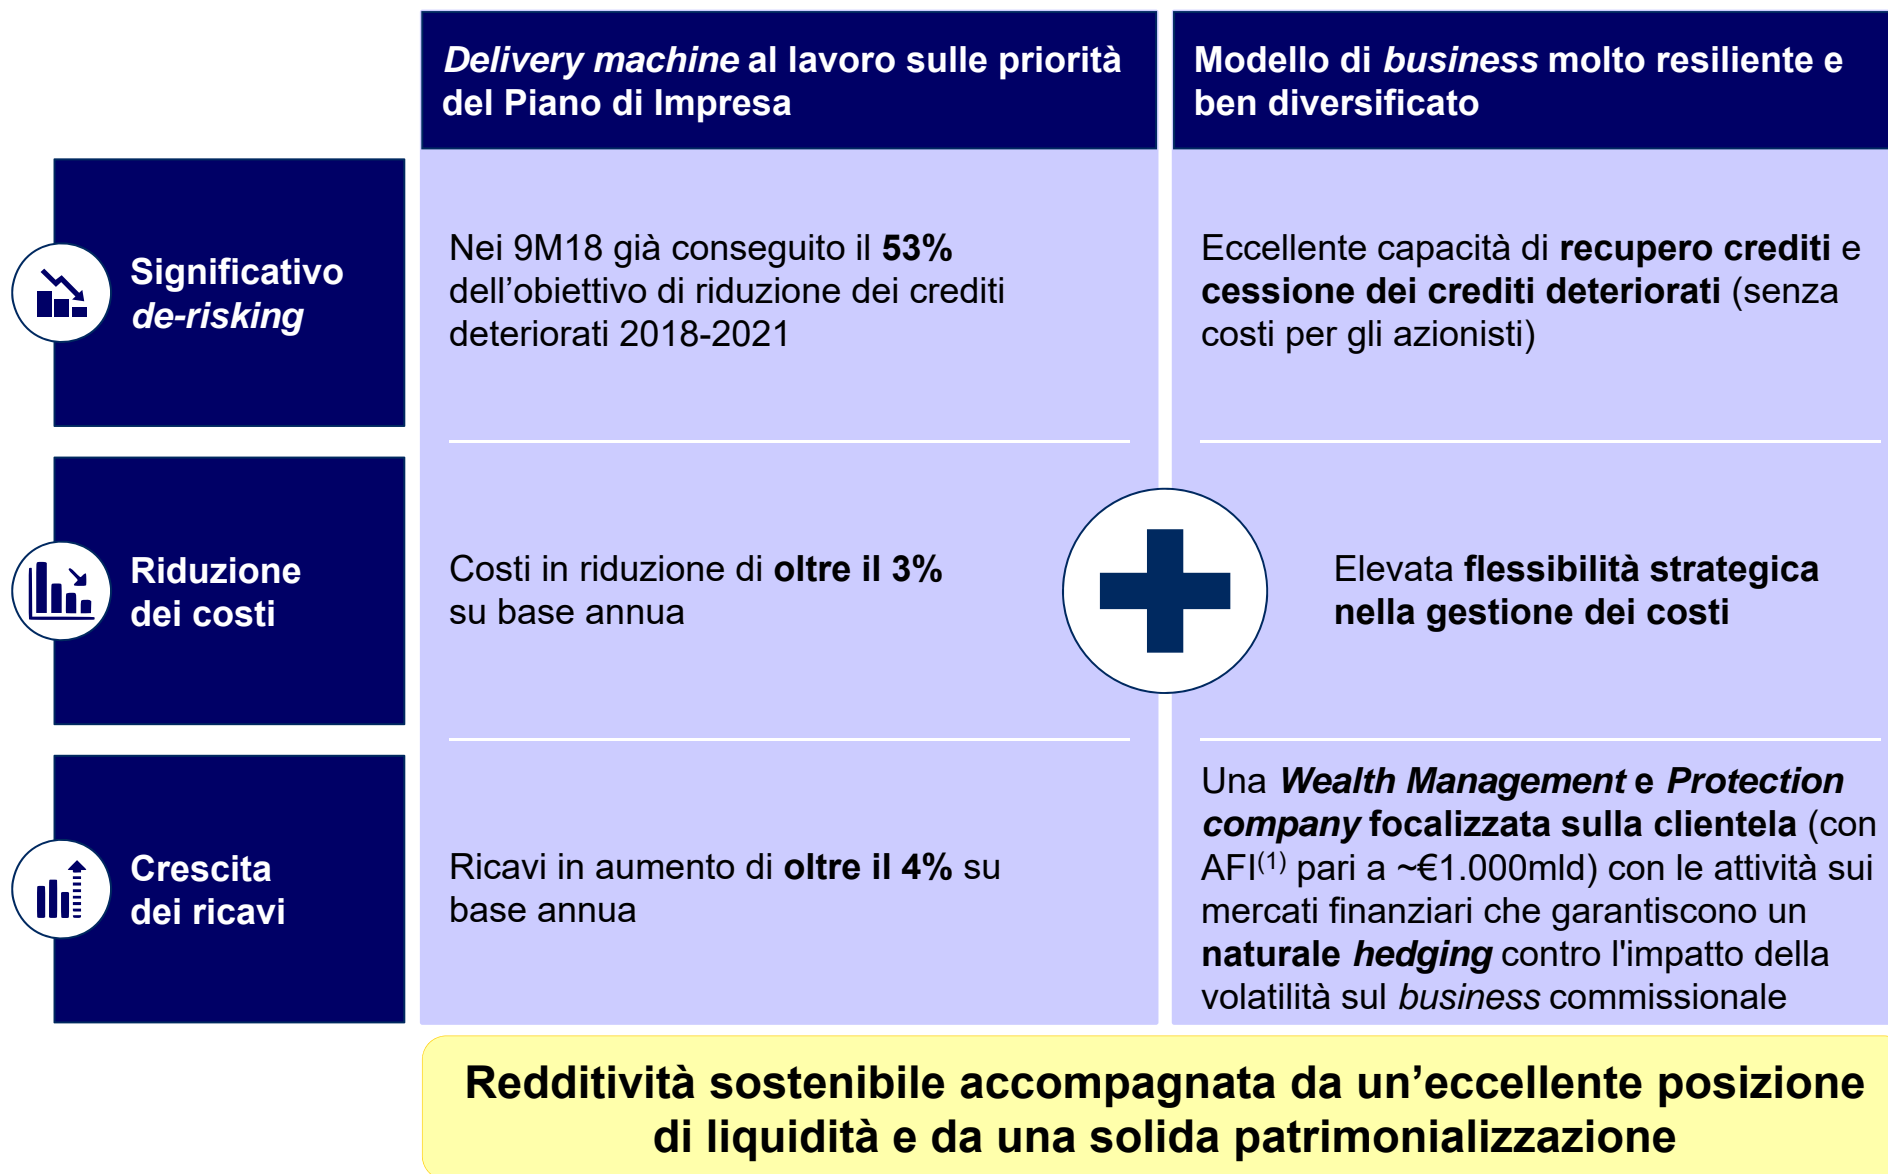 Delivery machine al lavoro sulle priorità
del Piano di Impresa
Modello di business molto resiliente e
ben diversificato
Significativo
de-risking
Nei 9M18 già conseguito il 53%
dell’obiettivo di riduzione dei crediti
deteriorati 2018-2021
Eccellente capacità di recupero crediti e
cessione dei crediti deteriorati (senza
costi per gli azionisti)
Riduzione
dei costi
Costi in riduzione di oltre il 3%
su base annua
Elevata flessibilità strategica
nella gestione dei costi
Crescita
dei ricavi
Ricavi in aumento di oltre il 4% su
base annua
Una Wealth Management e Protection
company focalizzata sulla clientela (con
AFI(1) pari a ~€1.000mld) con le attività sui
mercati finanziari che garantiscono un
naturale hedging contro l'impatto della
volatilità sul business commissionale
Redditività sostenibile accompagnata da un’eccellente posizione
di liquidità e da una solida patrimonializzazione